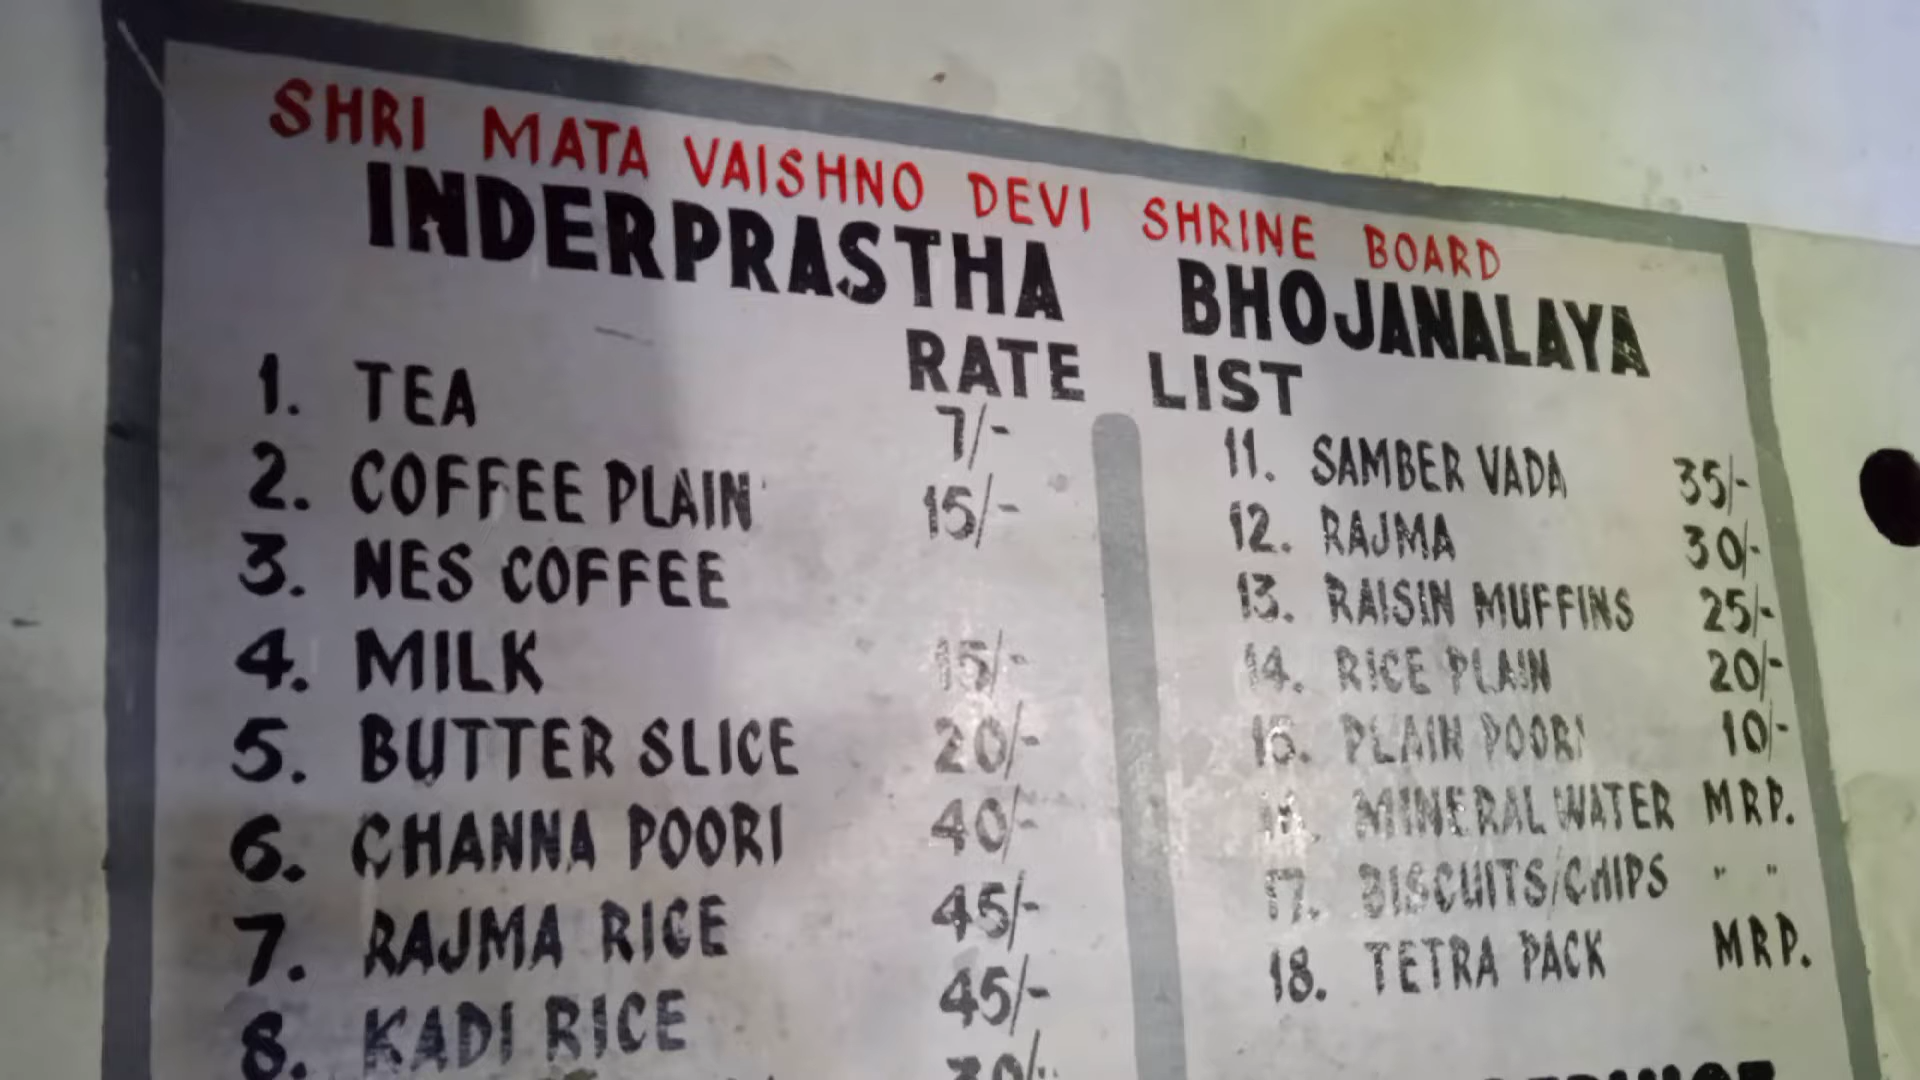 SHRI MATA VAISHNO DEVI SHRINE BOARD
INDERPRASTHA BHOJANALAYA
RATE LIST
1. TEA 7/-
2. COFFEE PLAIN 15/-
3. NES COFFEE
4. MILK 15/-
5. BUTTER SLICE 20/-
6. CHANNA POORI 40/-
7. RAJMA RICE 45/-
8. KADI RICE 45/-
30/-
11. SAMBER VADA 35/-
12. RAJMA 30/-
13. RAISIN MUFFINS 25/-
14. RICE PLAIN 20/-
15. PLAIN POORI 10/-
MINERAL WATER MRP.
17. BISCUITS/CHIPS " "
18. TETRA PACK MRP.